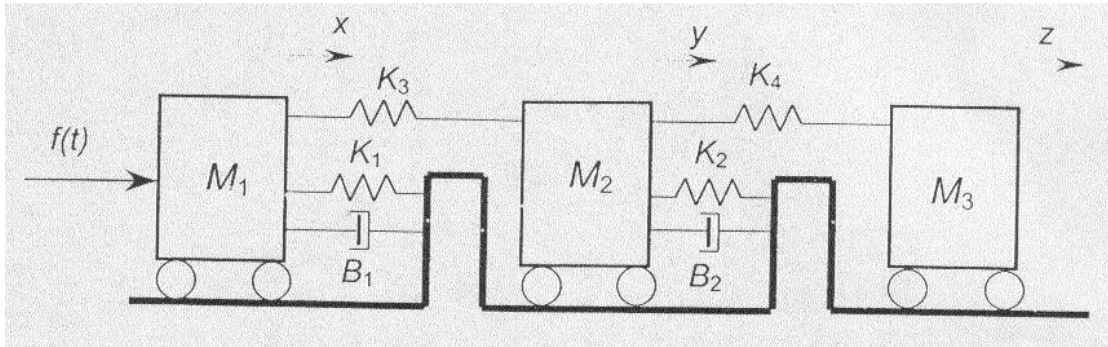 x
y
z
K₃
K₄
f(t)
M₁
K₁
M₂
K₂
M₃
B₁
B₂